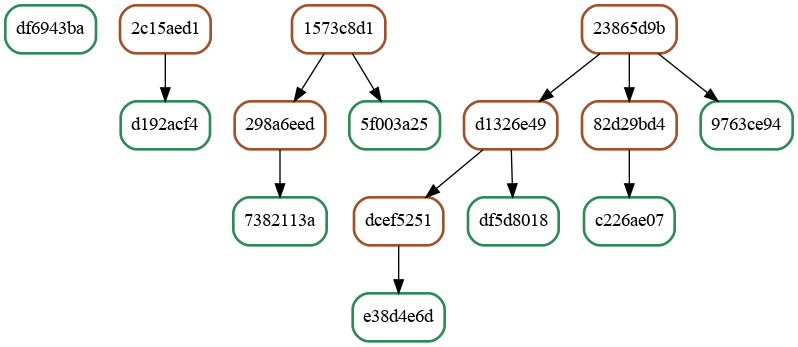 df6943ba
2c15aed1
1573c8d1
23865d9b
d192acf4
298a6eed
5f003a25
d1326e49
82d29bd4
9763ce94
7382113a
dcef5251
df5d8018
c226ae07
e38d4e6d